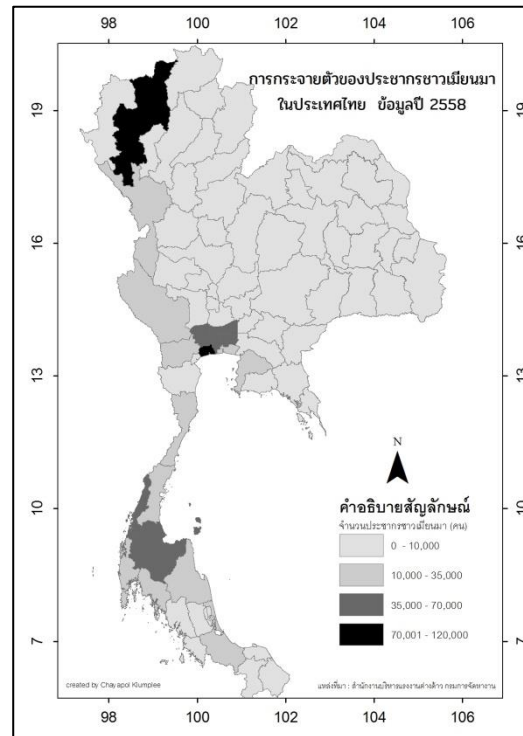 98 100 102 104 106
การกระจายตัวของประชากรชาวเมียนมา
ในประเทศไทย ข้อมูลปี 2558
19 19
16 16
13 13
N
10 10
คำอธิบายสัญลักษณ์
จำนวนประชากรชาวเมียนมา (คน)
0 - 10,000
10,000 - 35,000
35,000 - 70,000
70,001 - 120,000
7 7
created by Chayapol Klumplee
แหล่งที่มา : สำนักงานบริหารแรงงานต่างด้าว กรมการจัดหางาน
98 100 102 104 106